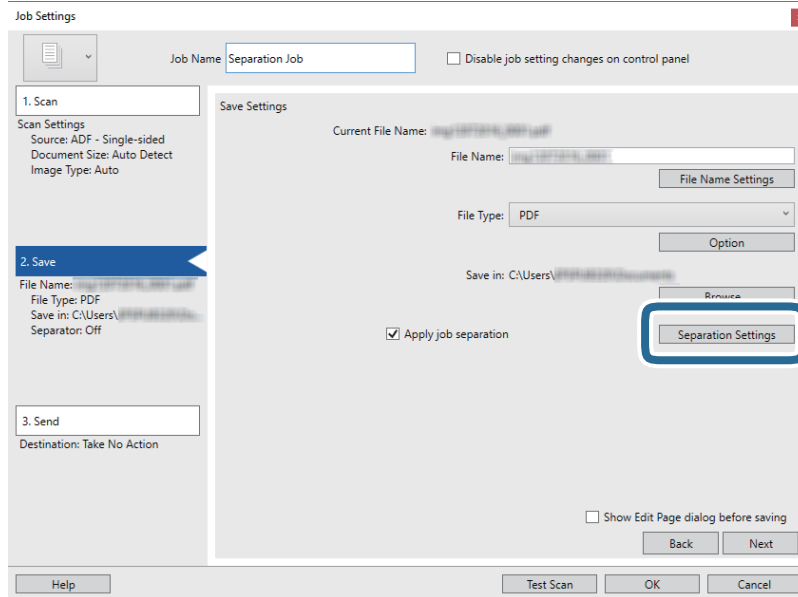 Job Settings
Job Name Separation Job
Disable job setting changes on control panel
1. Scan
Scan Settings
Source: ADF - Single-sided
Document Size: Auto Detect
Image Type: Auto
2. Save
File Name:
File Type: PDF
Save in: C:\Users\
Separator: Off
3. Send
Destination: Take No Action
Save Settings
Current File Name:
File Name:
File Name Settings
File Type: PDF
Option
Save in: C:\Users\
Browse
Apply job separation
Separation Settings
Show Edit Page dialog before saving
Back Next
Help Test Scan OK Cancel